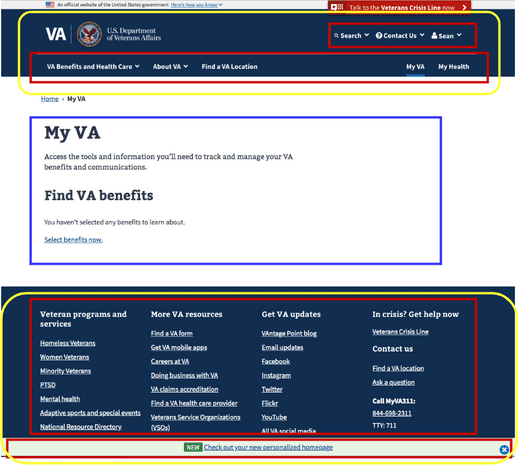 An official website of the United States government Here's how you know
Talk to the Veterans Crisis Line now
VA
U.S. Department
of Veterans Affairs
Search
Contact Us
Sean
VA Benefits and Health Care
About VA
Find a VA Location
My VA
My Health
Home › My VA
My VA
Access the tools and information you'll need to track and manage your VA
benefits and communications.
Find VA benefits
You haven't selected any benefits to learn about.
Select benefits now.
Veteran programs and
services
Homeless Veterans
Women Veterans
Minority Veterans
PTSD
Mental health
Adaptive sports and special events
National Resource Directory
More VA resources
Find a VA form
Get VA mobile apps
Careers at VA
Doing business with VA
VA claims accreditation
Find a VA health care provider
Veterans Service Organizations
(VSOs)
Get VA updates
VAntage Point blog
Email updates
Facebook
Instagram
Twitter
Flickr
YouTube
All VA social media
In crisis? Get help now
Veterans Crisis Line
Contact us
Find a VA location
Ask a question
Call MyVA311:
844-698-2311
TTY: 711
NEW Check out your new personalized homepage